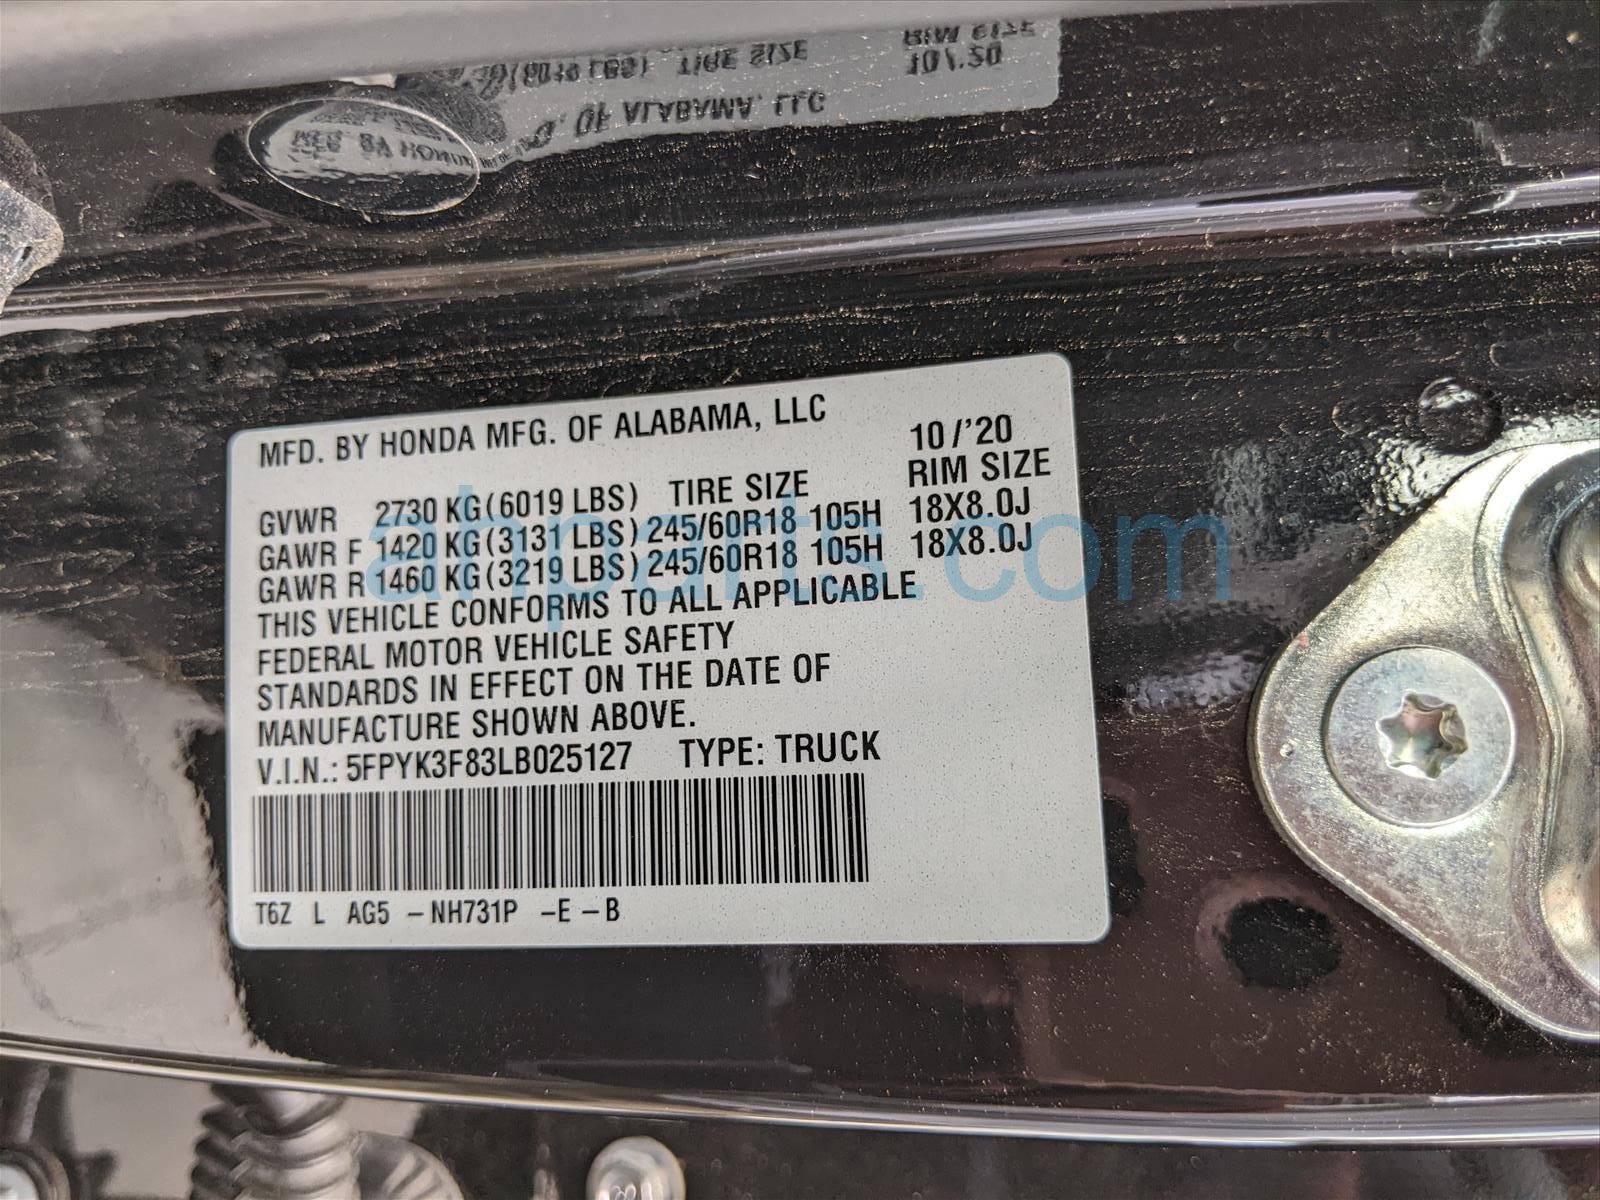 MFD. BY HONDA MFG. OF ALABAMA, LLC 10/'20
GVWR 2730 KG (6019 LBS) TIRE SIZE RIM SIZE
GAWR F 1420 KG (3131 LBS) 245/60R18 105H 18X8.0J
GAWR R 1460 KG (3219 LBS) 245/60R18 105H 18X8.0J
THIS VEHICLE CONFORMS TO ALL APPLICABLE
FEDERAL MOTOR VEHICLE SAFETY
STANDARDS IN EFFECT ON THE DATE OF
MANUFACTURE SHOWN ABOVE.
V.I.N.: 5FPYK3F83LB025127 TYPE: TRUCK
T6Z L AG5 -NH731P -E -B
ahparts.com